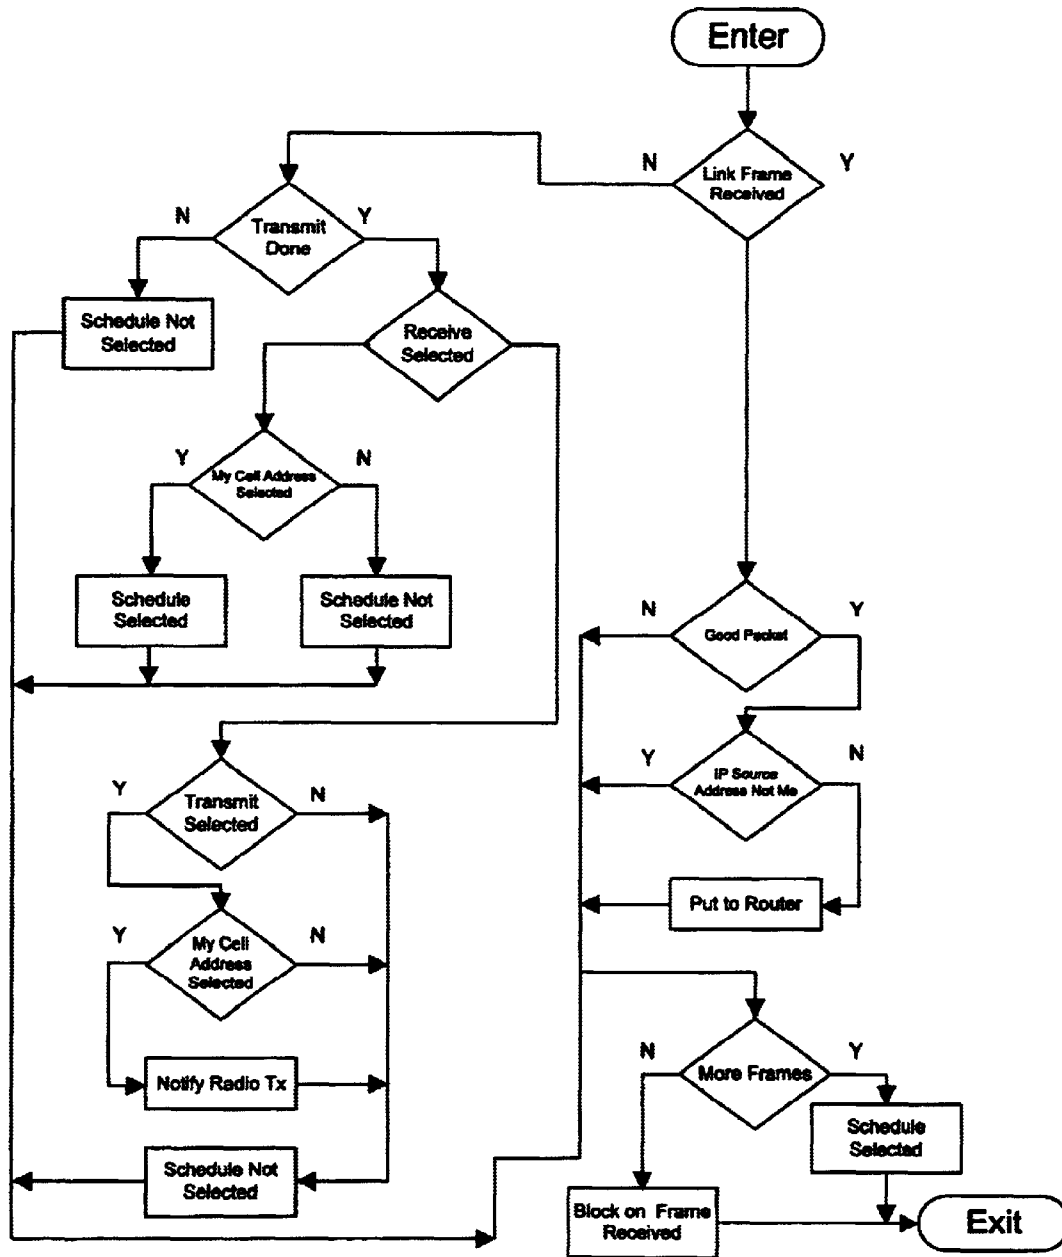 Enter
N
Y
Link Frame
Received
N
Y
Transmit
Done
Schedule Not
Selected
Receive
Selected
Y
N
My Cell Address
Selected
Schedule
Selected
Schedule Not
Selected
N
Y
Good Packet
Y
N
IP Source
Address Not Me
Y
N
Transmit
Selected
Put to Router
Y
N
My Cell
Address
Selected
N
Y
More Frames
Notify Radio Tx
Schedule
Selected
Schedule Not
Selected
Block on Frame
Received
Exit